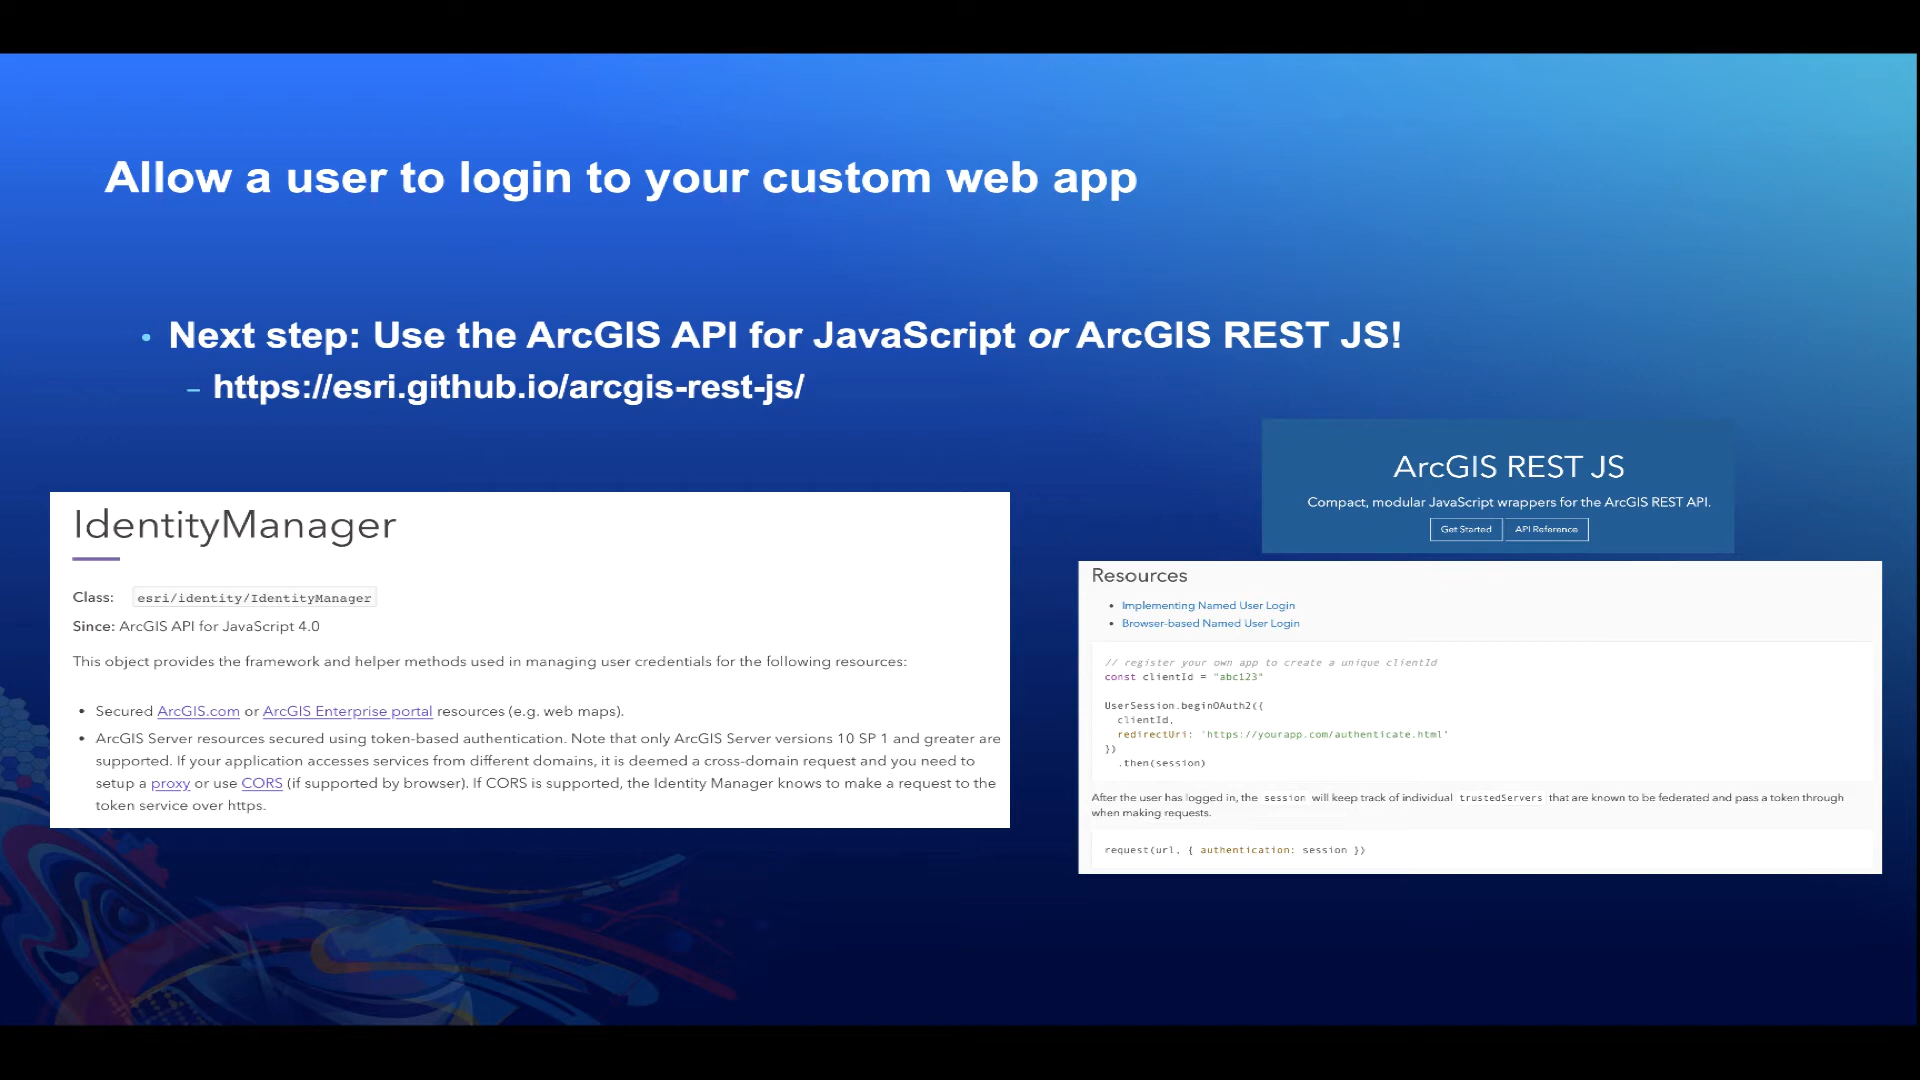 Allow a user to login to your custom web app
• Next step: Use the ArcGIS API for JavaScript or ArcGIS REST JS!
– https://esri.github.io/arcgis-rest-js/
IdentityManager
Class: esri/identity/IdentityManager
Since: ArcGIS API for JavaScript 4.0
This object provides the framework and helper methods used in managing user credentials for the following resources:
• Secured ArcGIS.com or ArcGIS Enterprise portal resources (e.g. web maps).
• ArcGIS Server resources secured using token-based authentication. Note that only ArcGIS Server versions 10 SP 1 and greater are
supported. If your application accesses services from different domains, it is deemed a cross-domain request and you need to
setup a proxy or use CORS (if supported by browser). If CORS is supported, the Identity Manager knows to make a request to the
token service over https.
ArcGIS REST JS
Compact, modular JavaScript wrappers for the ArcGIS REST API.
Get Started API Reference
Resources
• Implementing Named User Login
• Browser-based Named User Login
// register your own app to create a unique clientId
const clientId = "abc123"
UserSession.beginOAuth2({
clientId,
redirectUri: 'https://yourapp.com/authenticate.html'
})
.then(session)
After the user has logged in, the session will keep track of individual trustedServers that are known to be federated and pass a token through
when making requests.
request(url, { authentication: session })